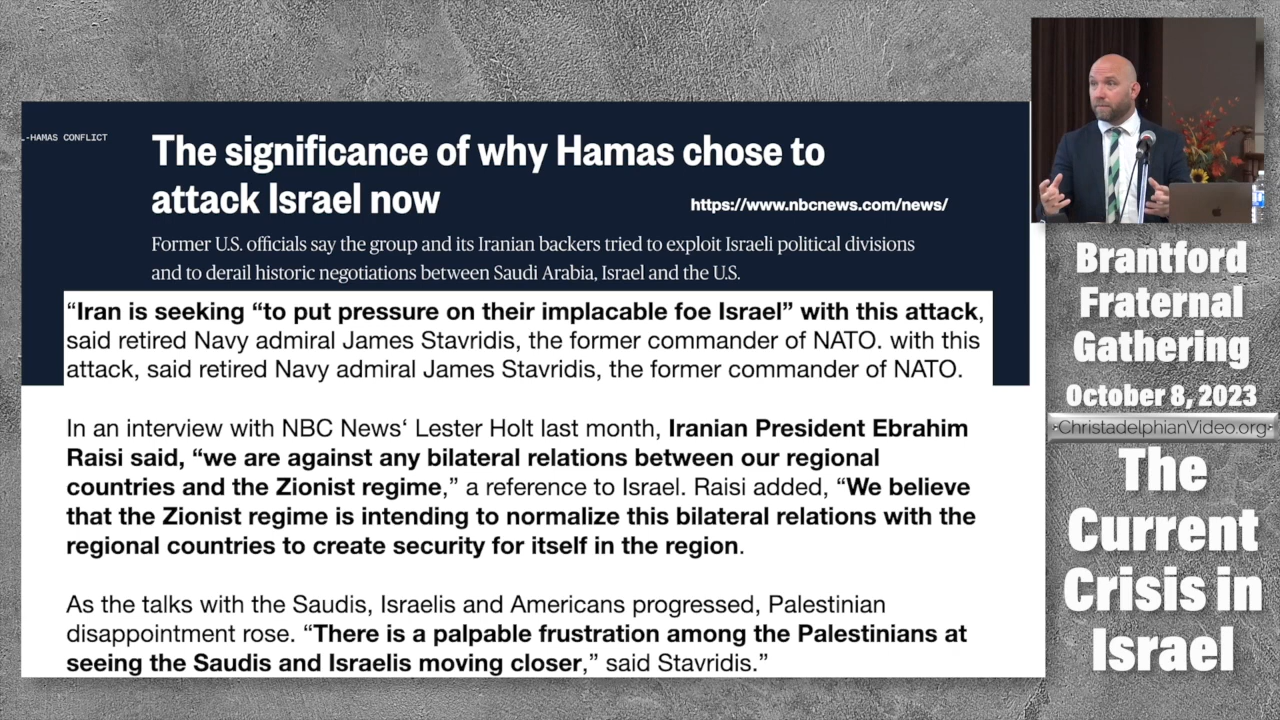 L-HAMAS CONFLICT
The significance of why Hamas chose to
attack Israel now
https://www.nbcnews.com/news/
Former U.S. officials say the group and its Iranian backers tried to exploit Israeli political divisions
and to derail historic negotiations between Saudi Arabia, Israel and the U.S.
“Iran is seeking “to put pressure on their implacable foe Israel” with this attack,
said retired Navy admiral James Stavridis, the former commander of NATO. with this
attack, said retired Navy admiral James Stavridis, the former commander of NATO.
In an interview with NBC News‘ Lester Holt last month, Iranian President Ebrahim
Raisi said, “we are against any bilateral relations between our regional
countries and the Zionist regime,” a reference to Israel. Raisi added, “We believe
that the Zionist regime is intending to normalize this bilateral relations with the
regional countries to create security for itself in the region.
As the talks with the Saudis, Israelis and Americans progressed, Palestinian
disappointment rose. “There is a palpable frustration among the Palestinians at
seeing the Saudis and Israelis moving closer,” said Stavridis.”
Brantford
Fraternal
Gathering
October 8, 2023
ChristadelphianVideo.org
The
Current
Crisis in
Israel